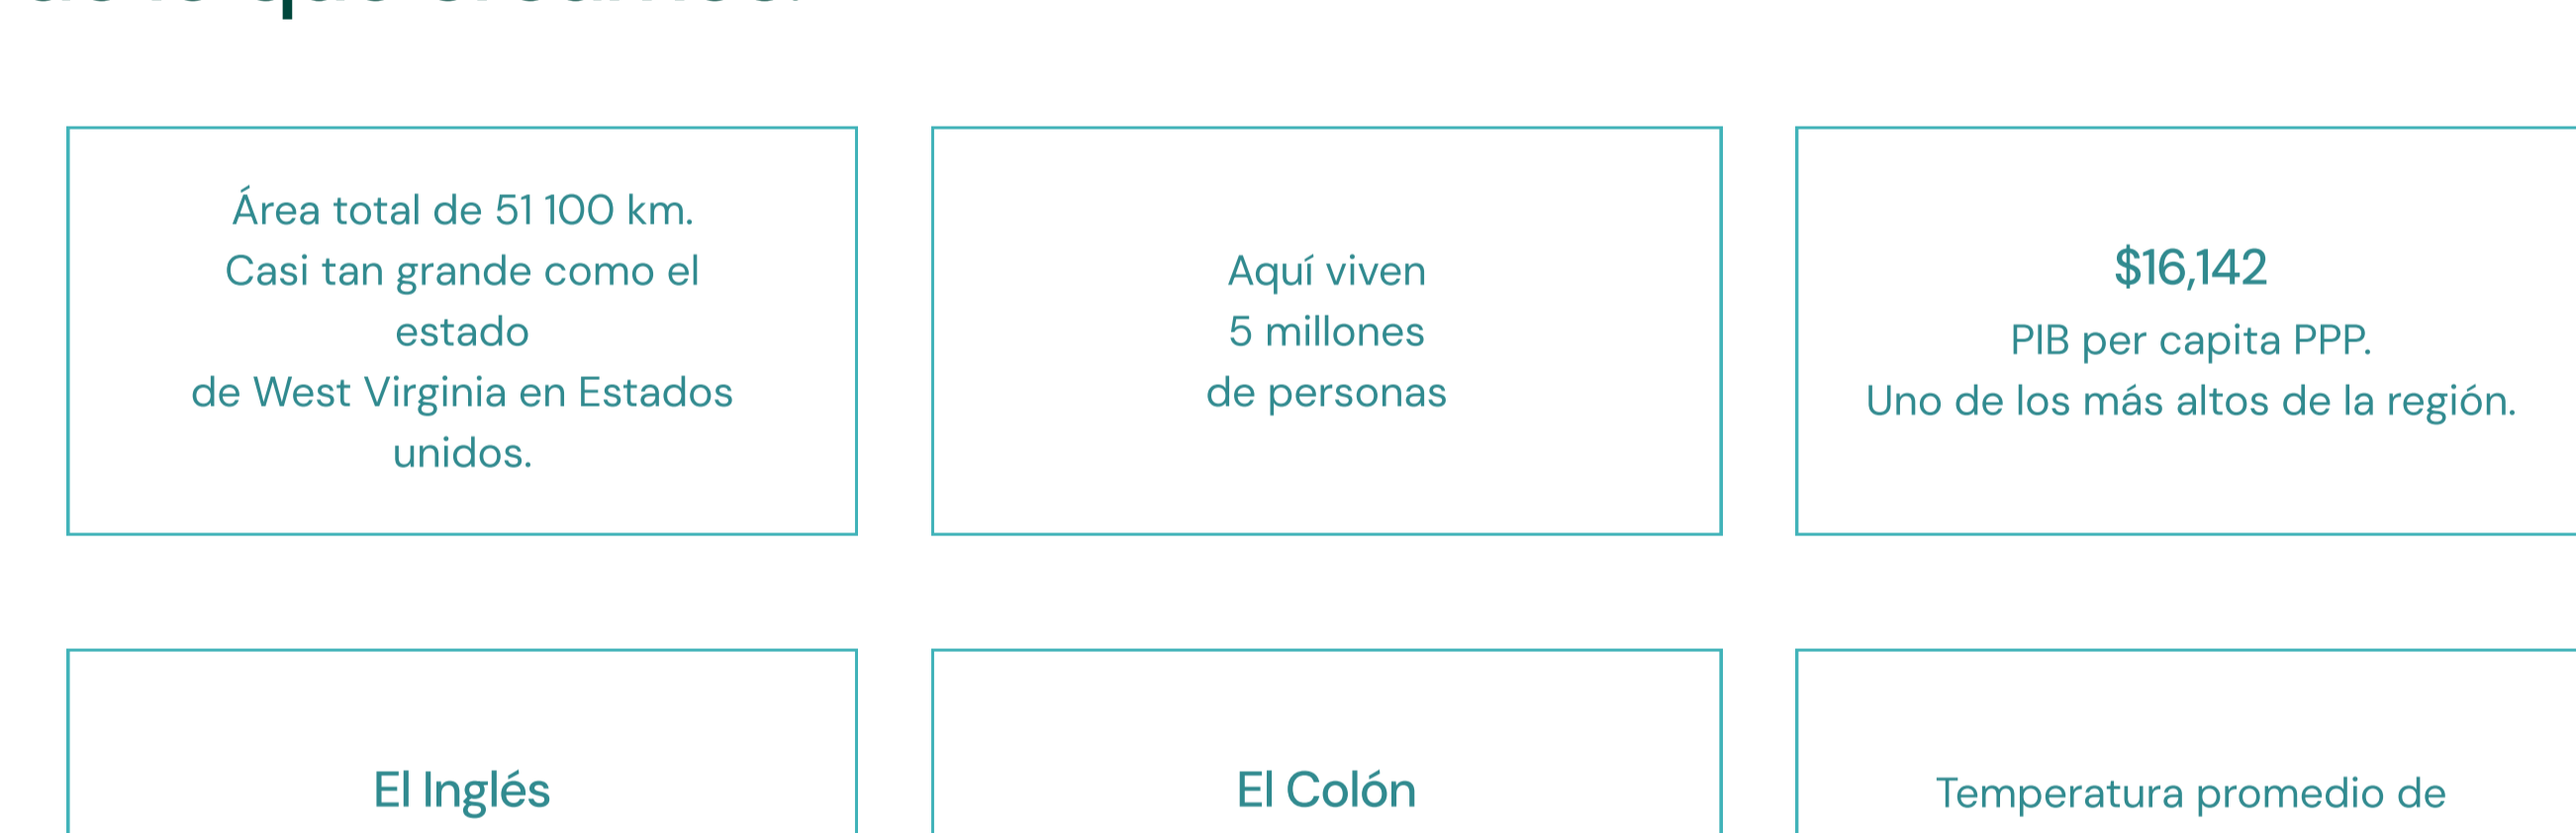 Área total de 51 100 km.
Casi tan grande como el
estado
de West Virginia en Estados
unidos.
Aquí viven
5 millones
de personas
$16,142
PIB per capita PPP.
Uno de los más altos de la región.
El Inglés
El Colón
Temperatura promedio de